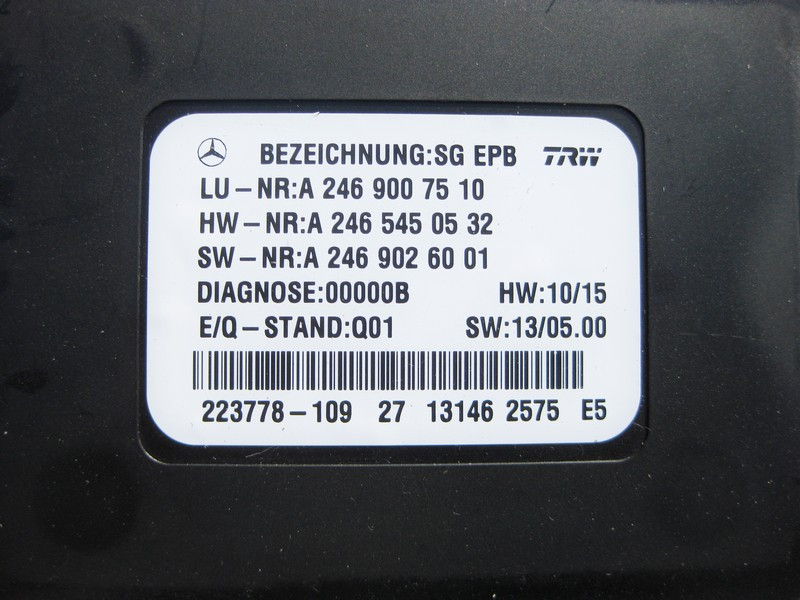 BEZEICHNUNG:SG EPB TRW
LU-NR:A 246 900 75 10
HW-NR:A 246 545 05 32
SW-NR:A 246 902 60 01
DIAGNOSE:00000B HW:10/15
E/Q-STAND:Q01 SW:13/05.00
223778-109 27 13146 2575 E5